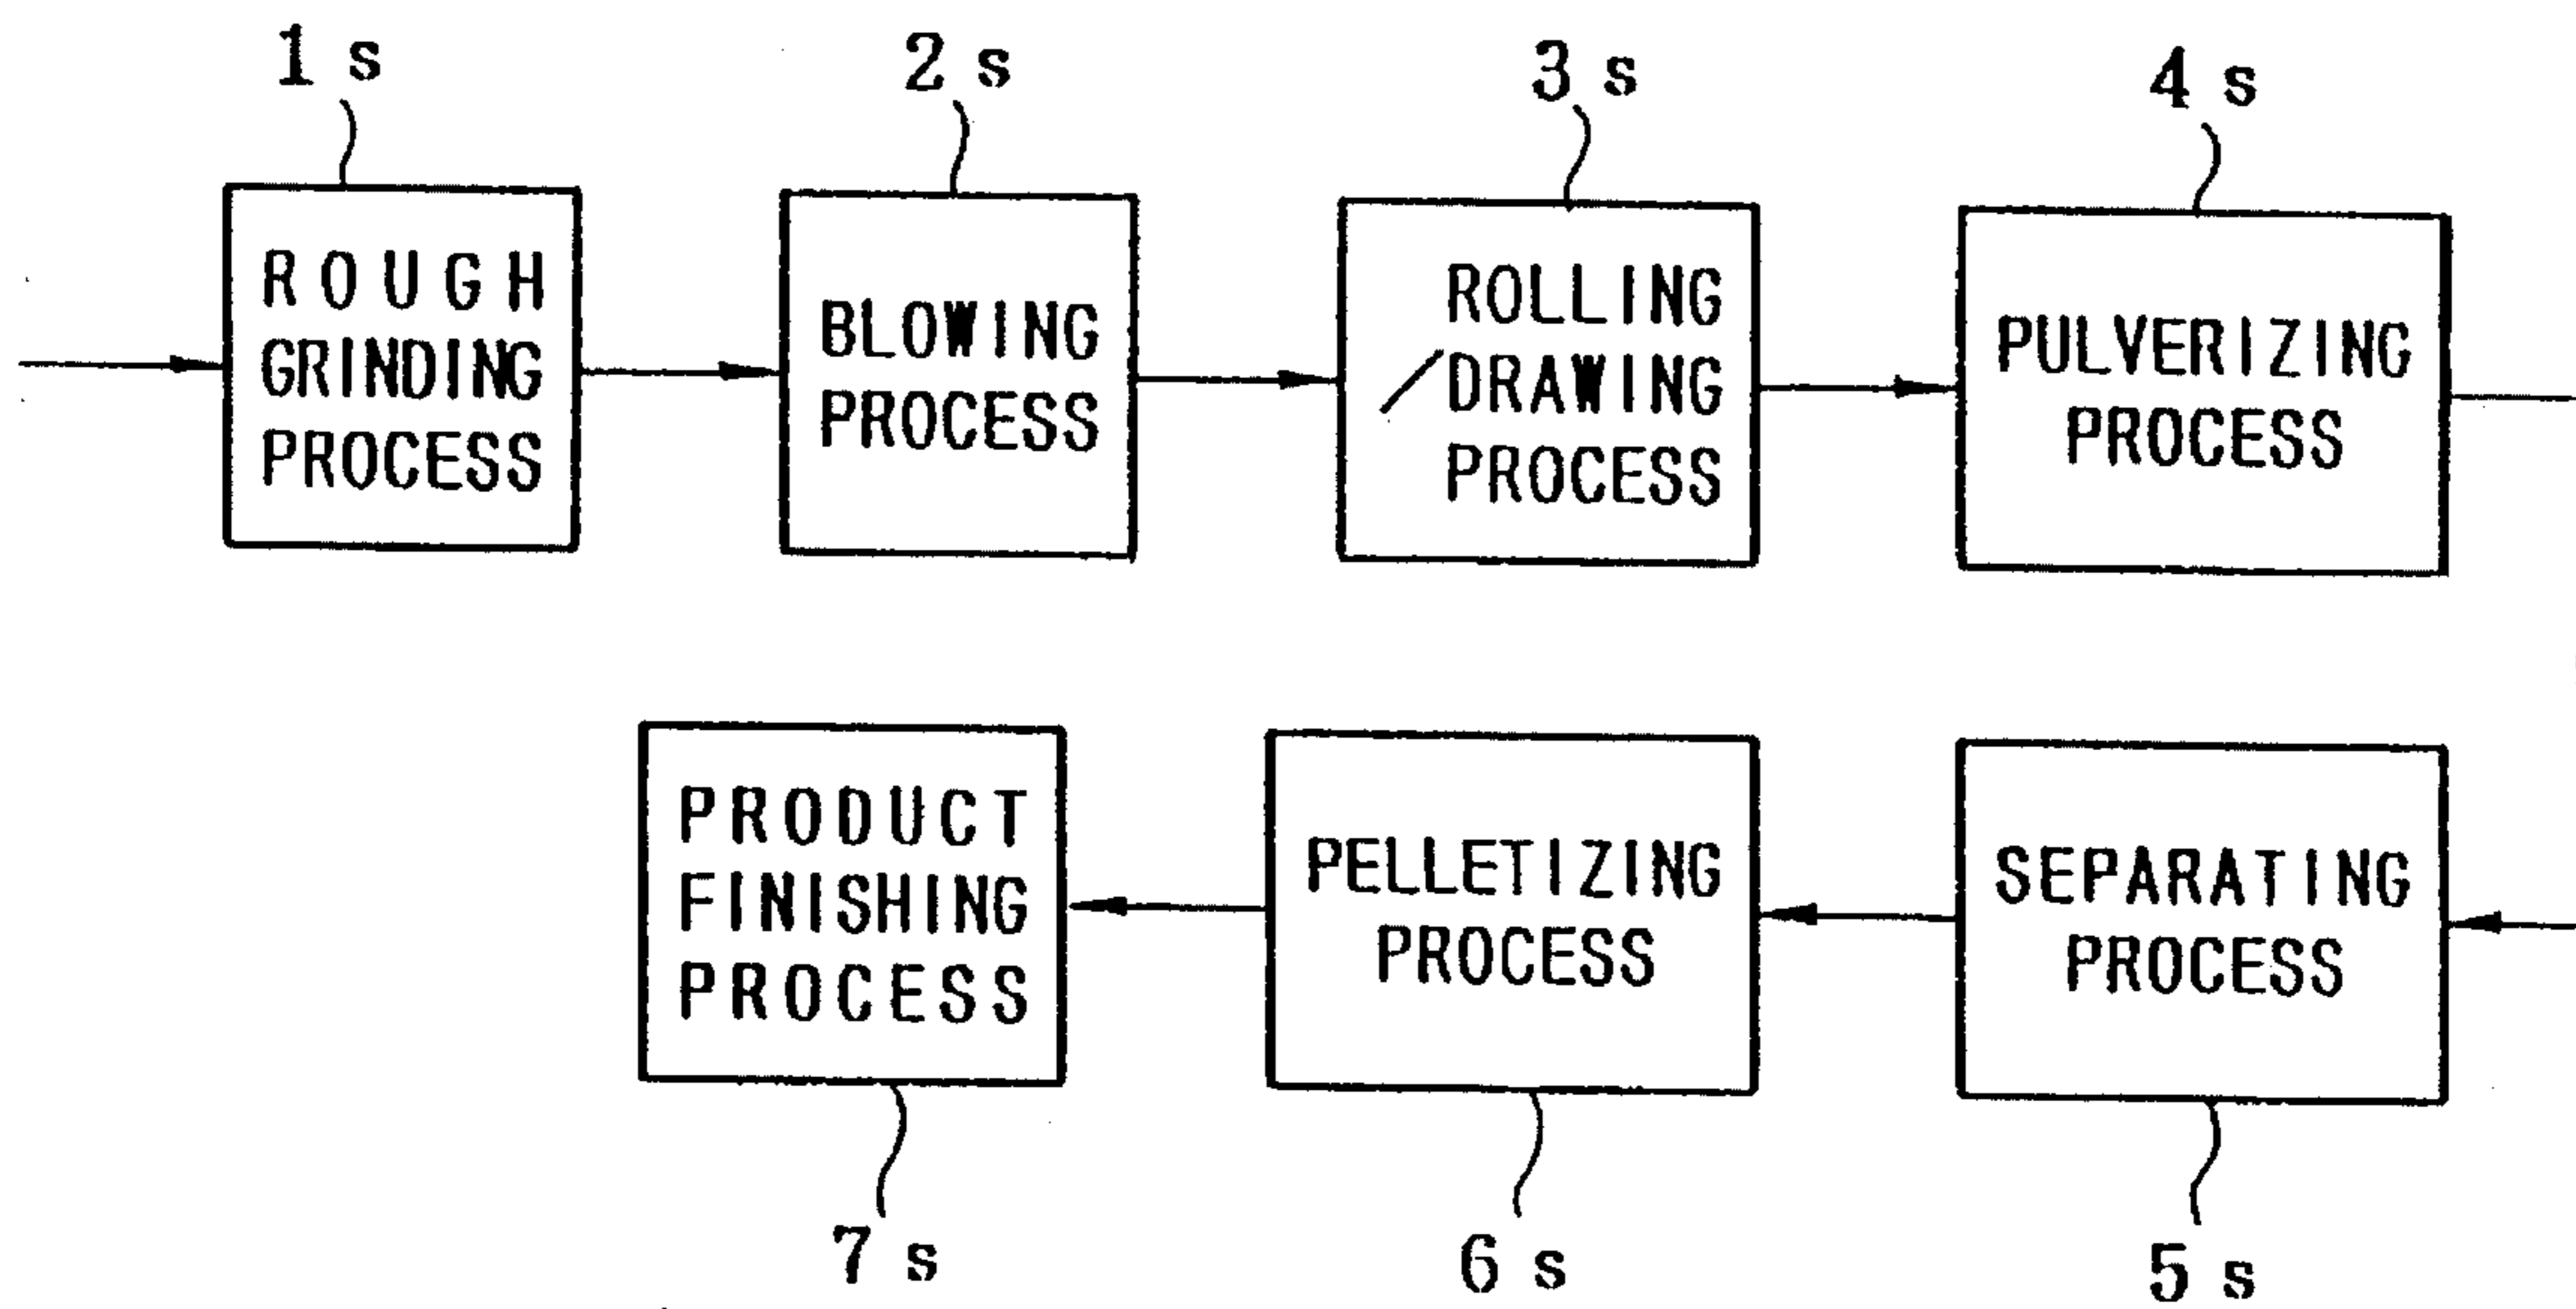 1 s
2 s
3 s
4 s
ROUGH
GRINDING
PROCESS
BLOWING
PROCESS
ROLLING
/DRAWING
PROCESS
PULVERIZING
PROCESS
PRODUCT
FINISHING
PROCESS
PELLETIZING
PROCESS
SEPARATING
PROCESS
7 s
6 s
5 s